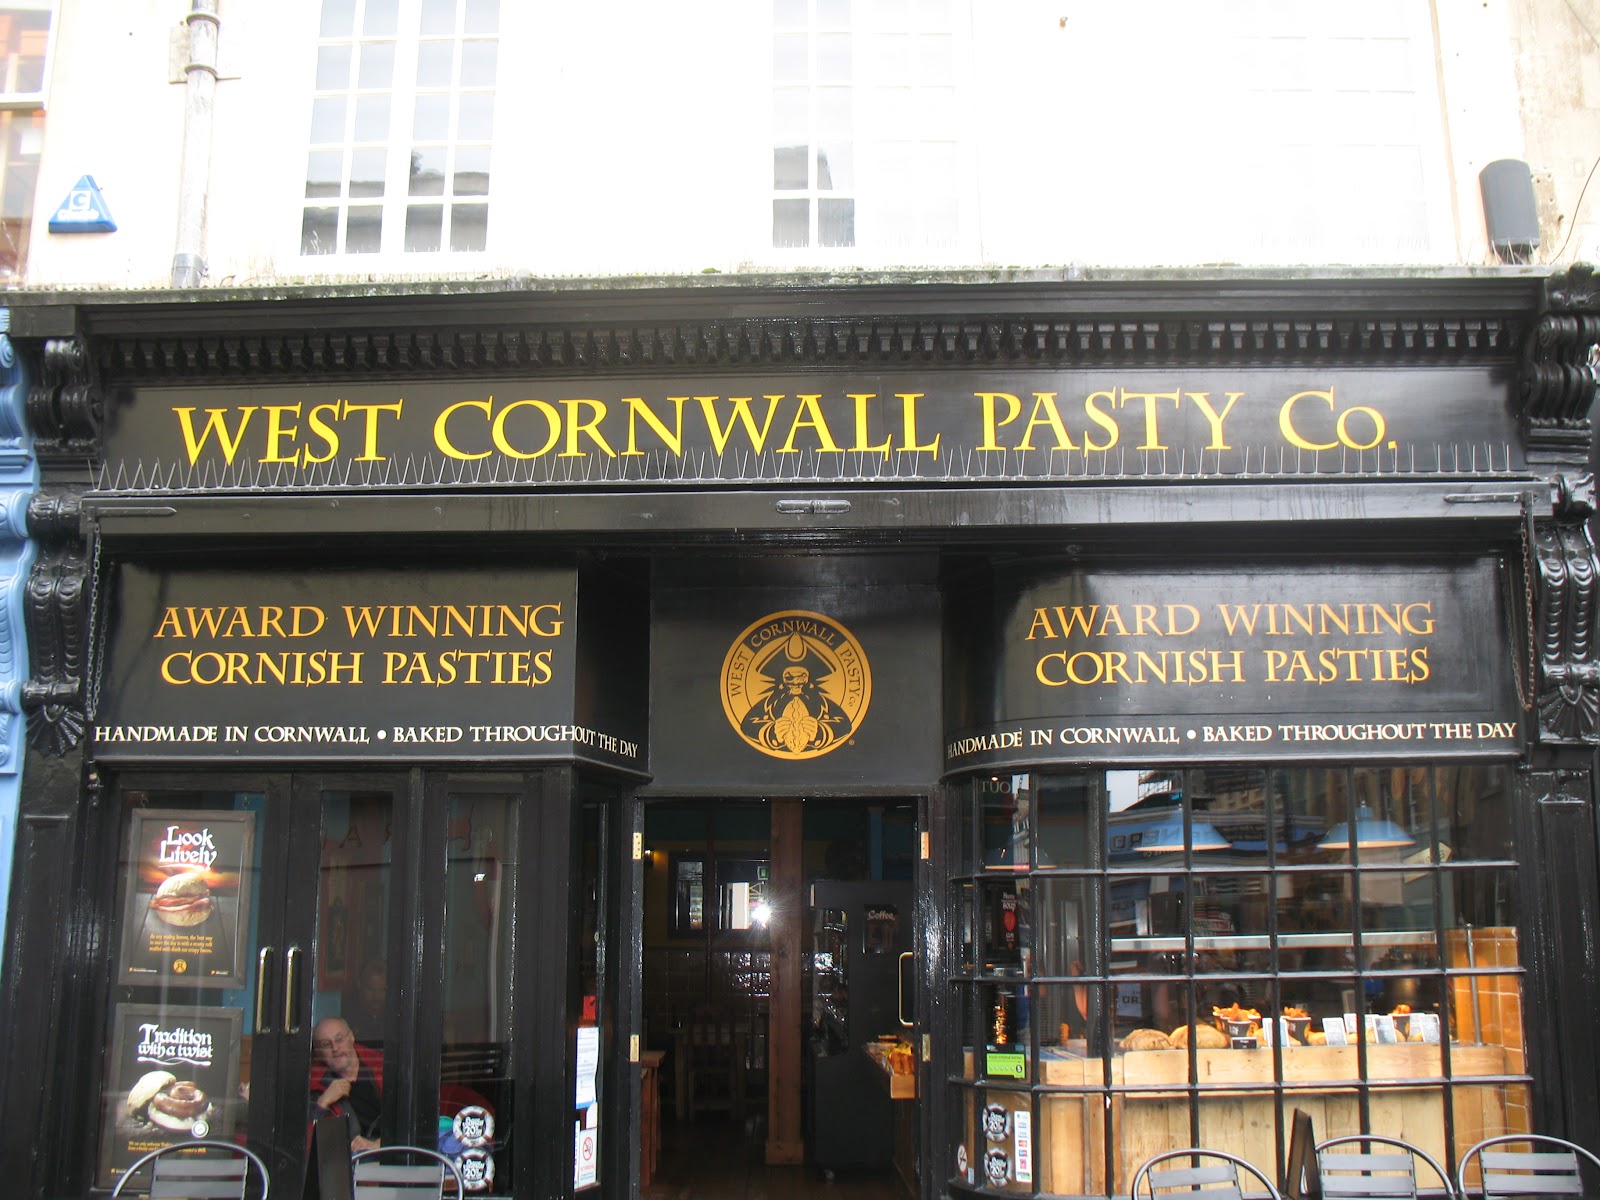 WEST CORNWALL PASTY Co.
AWARD WINNING
CORNISH PASTIES
HANDMADE IN CORNWALL • BAKED THROUGHOUT THE DAY
WEST CORNWALL PASTY Co
AWARD WINNING
CORNISH PASTIES
HANDMADE IN CORNWALL • BAKED THROUGHOUT THE DAY
Look
Lively
Tradition
with a twist
Coffee